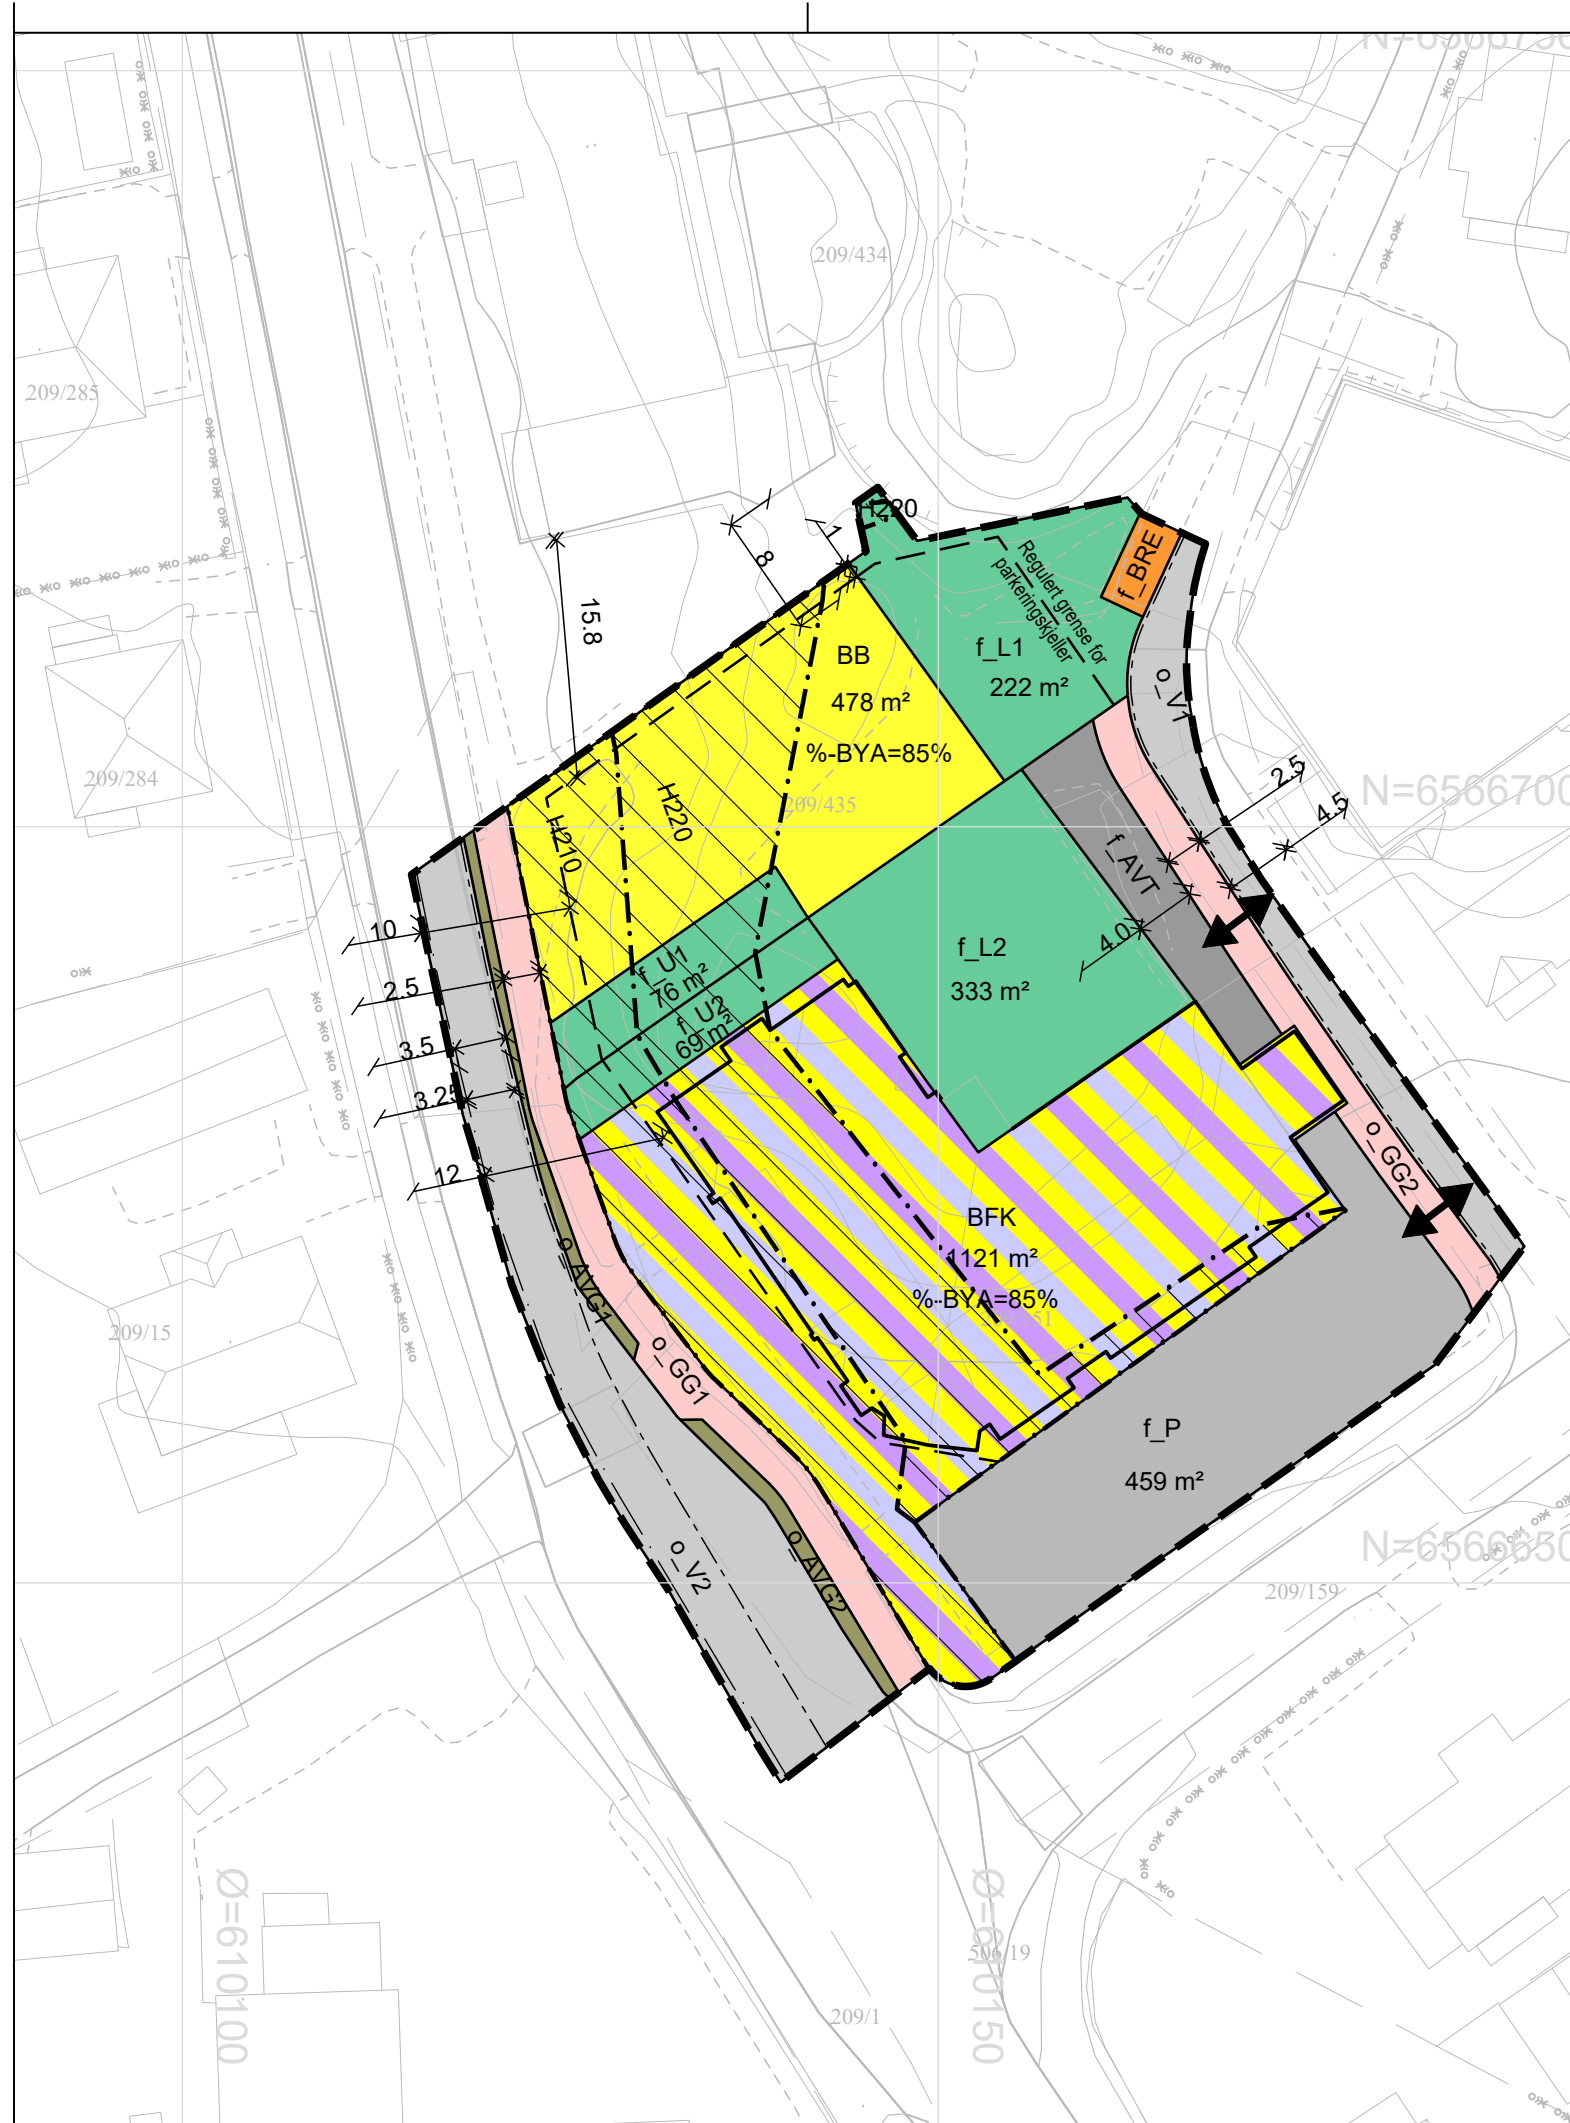 N=6566750
209/434
209/285
H220
1
8
15.8
Regulert grense for
parkeringskjeller
f_BRE
BB
478 m²
%-BYA=85%
f_L1
222 m²
o_V1
209/284
209/435
N=6566700
2.5
4.5
H210
H220
f_AVT
10
2.5
3.5
3.25
12
4.0
f_U1
76 m²
f_U2
69 m²
f_L2
333 m²
o_GG2
BFK
1121 m²
%-BYA=85%
o_AVG1
209/15
o_GG1
f_P
459 m²
o_V2
o_AVG2
N=6566650
209/159
Ø=610100
Ø=610150
506/19
209/1